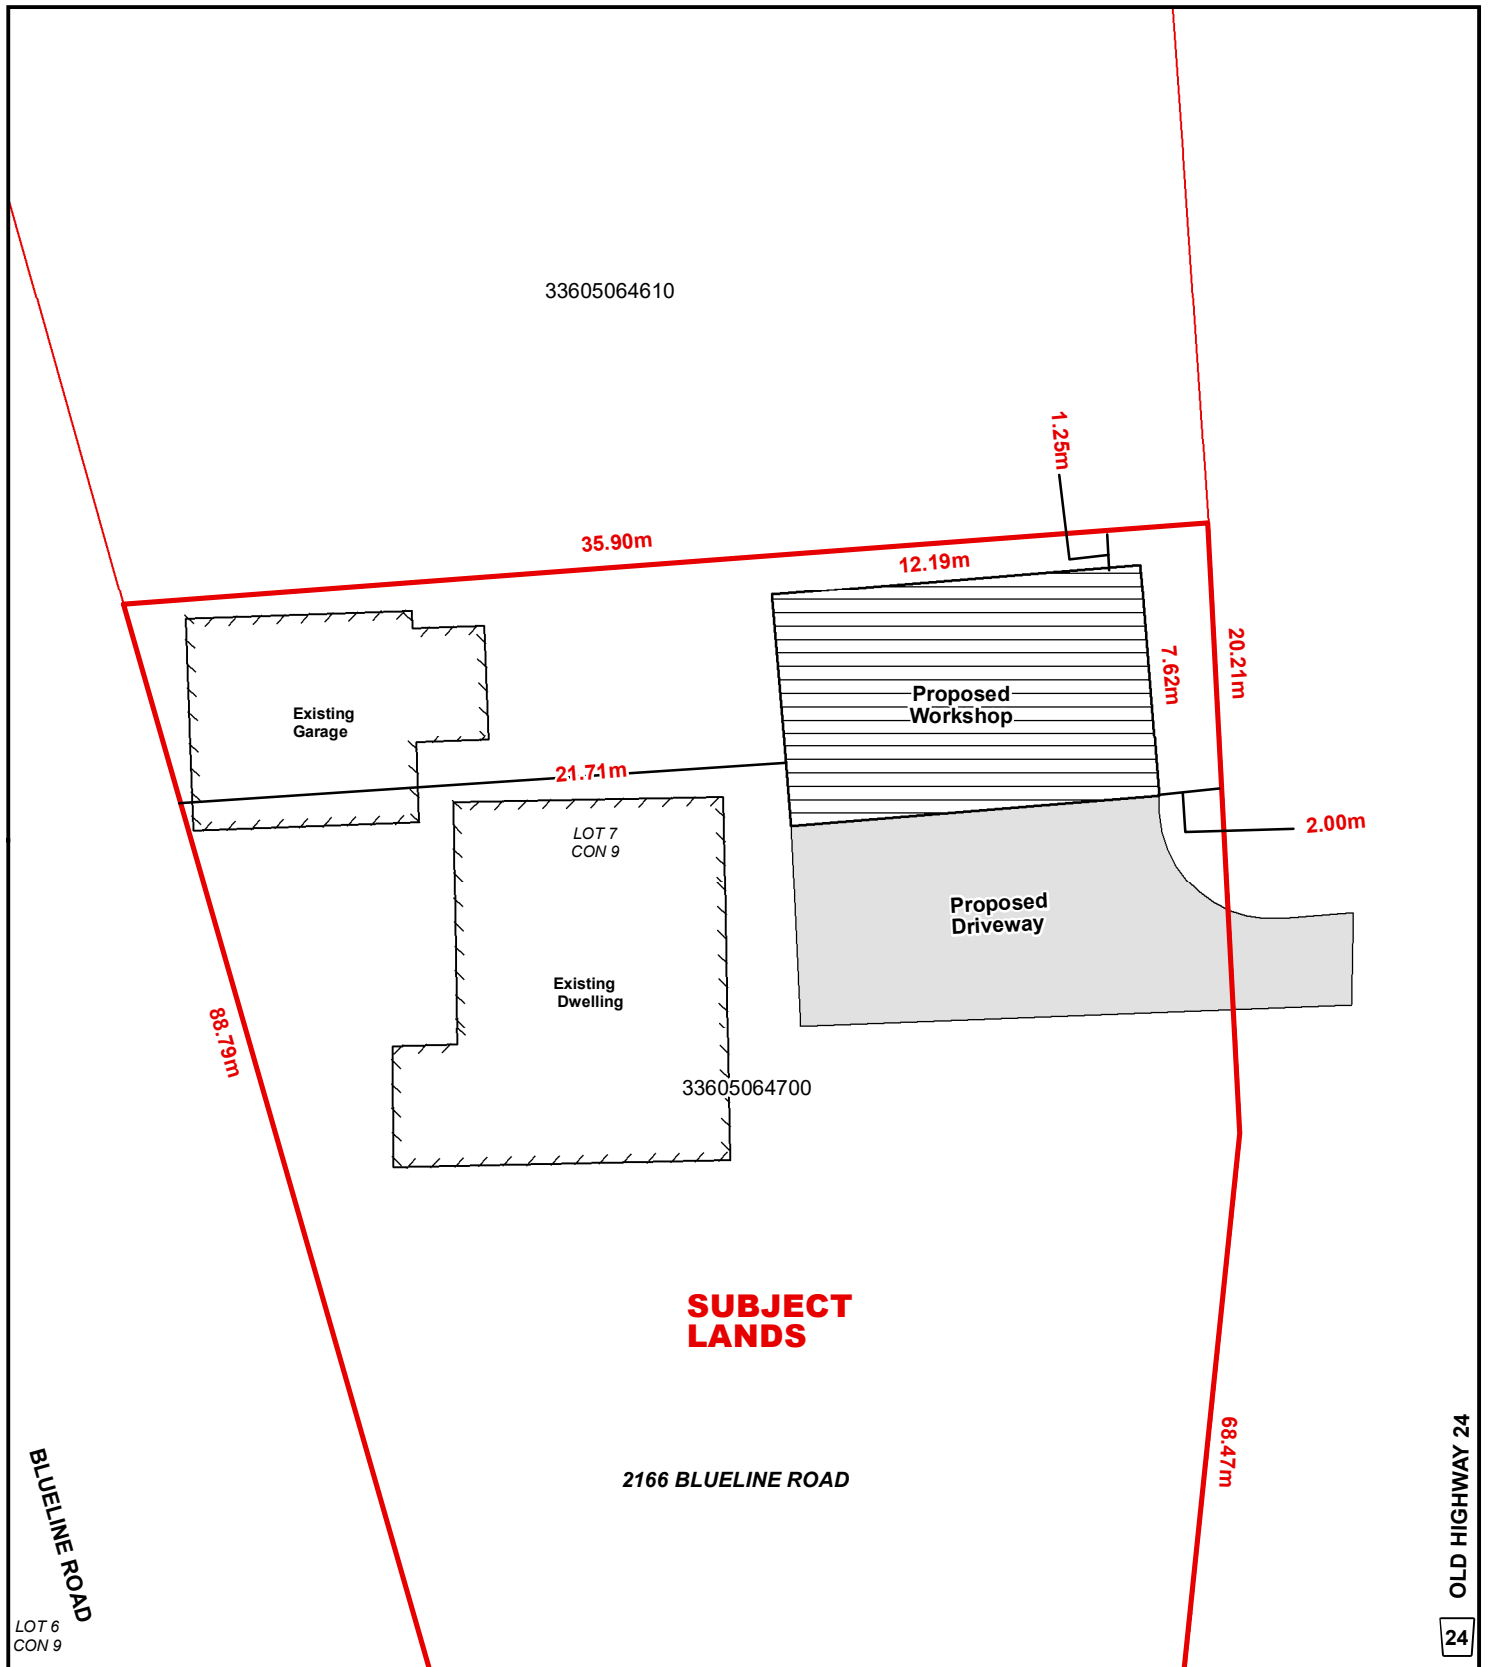 33605064610
1.25m
35.90m
12.19m
20.21m
7.62m
Proposed
Workshop
Existing
Garage
21.71m
2.00m
LOT 7
CON 9
Proposed
Driveway
Existing
Dwelling
88.79m
33605064700
SUBJECT
LANDS
68.47m
2166 BLUELINE ROAD
BLUELINE ROAD
OLD HIGHWAY 24
LOT 6
CON 9
24